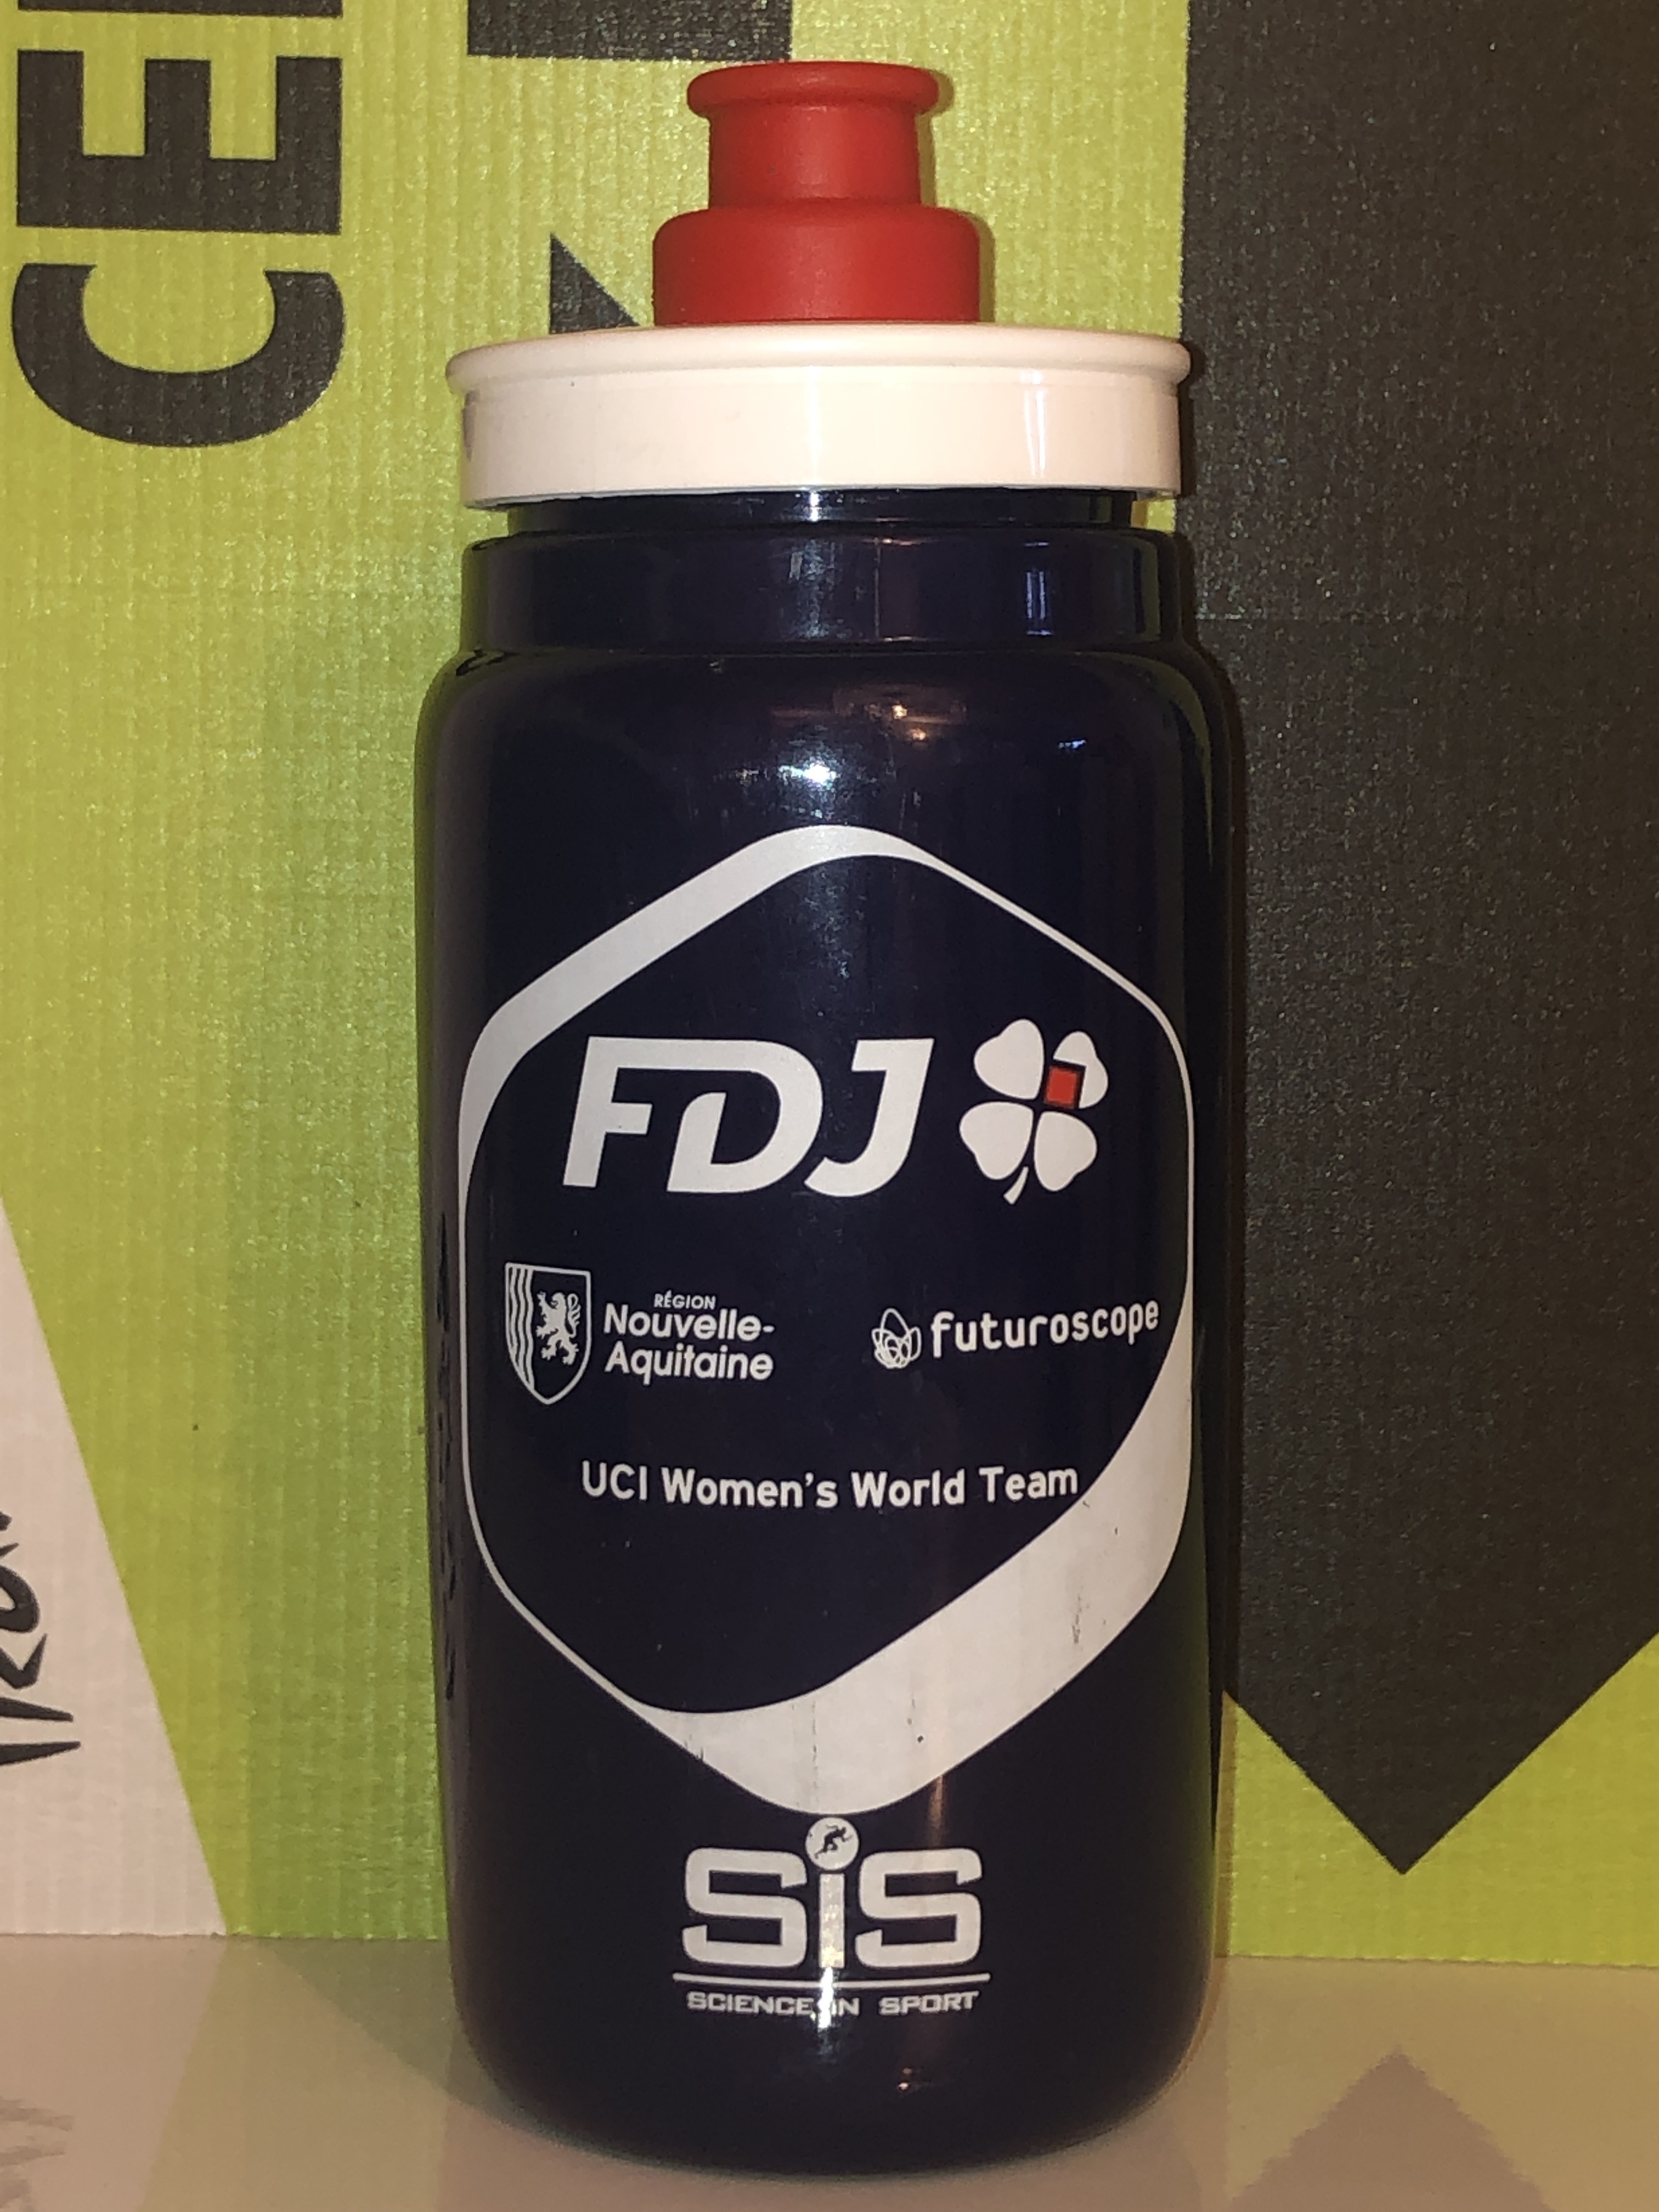 FDJ
RÉGION
Nouvelle-
Aquitaine
futuroscope
UCI Women's World Team
SiS
SCIENCE IN SPORT